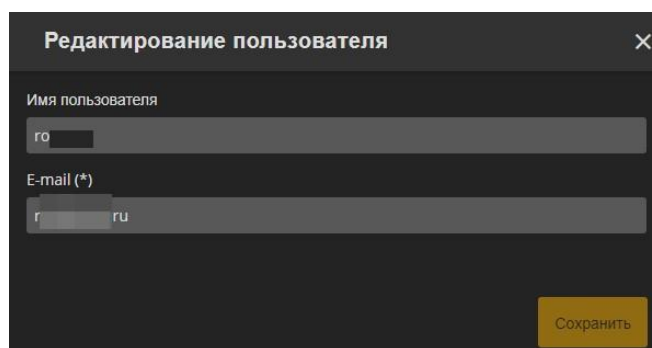 Редактирование пользователя
Имя пользователя
ro
E-mail (*)
r ru
Сохранить